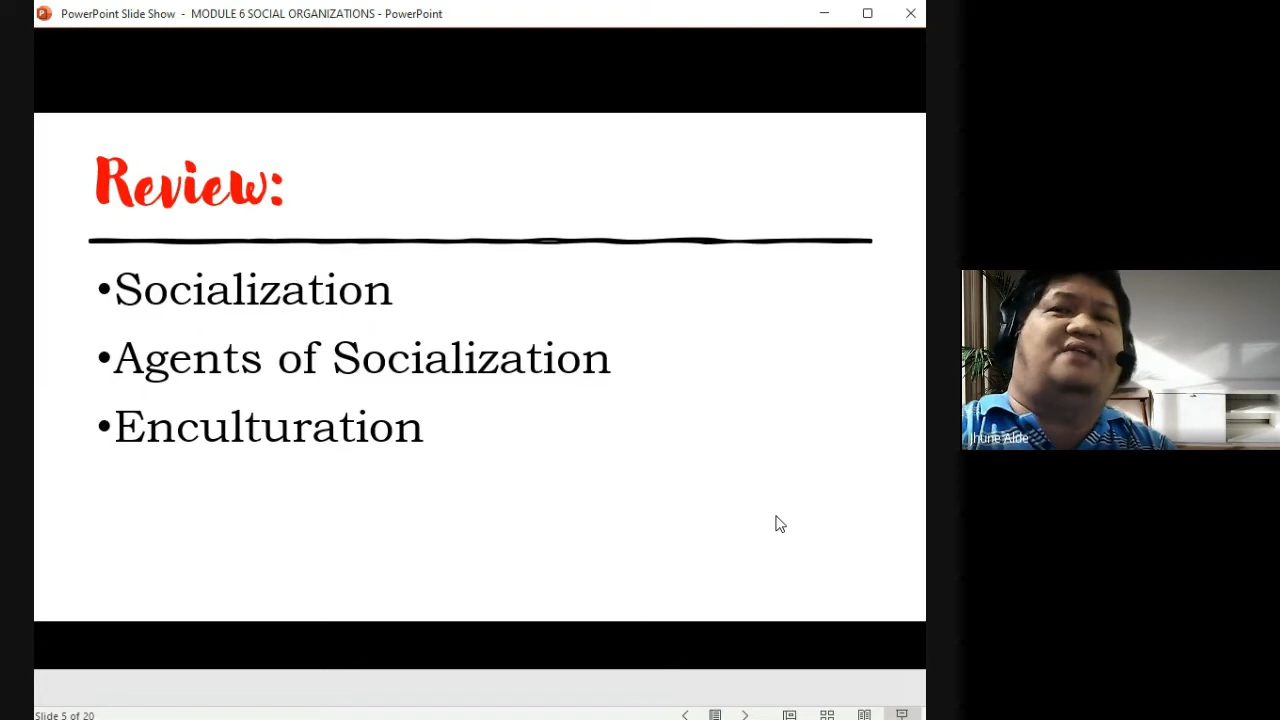 PowerPoint Slide Show - MODULE 6 SOCIAL ORGANIZATIONS - PowerPoint
Review:
•Socialization
•Agents of Socialization
•Enculturation
Jhune Alde
Slide 5 of 20